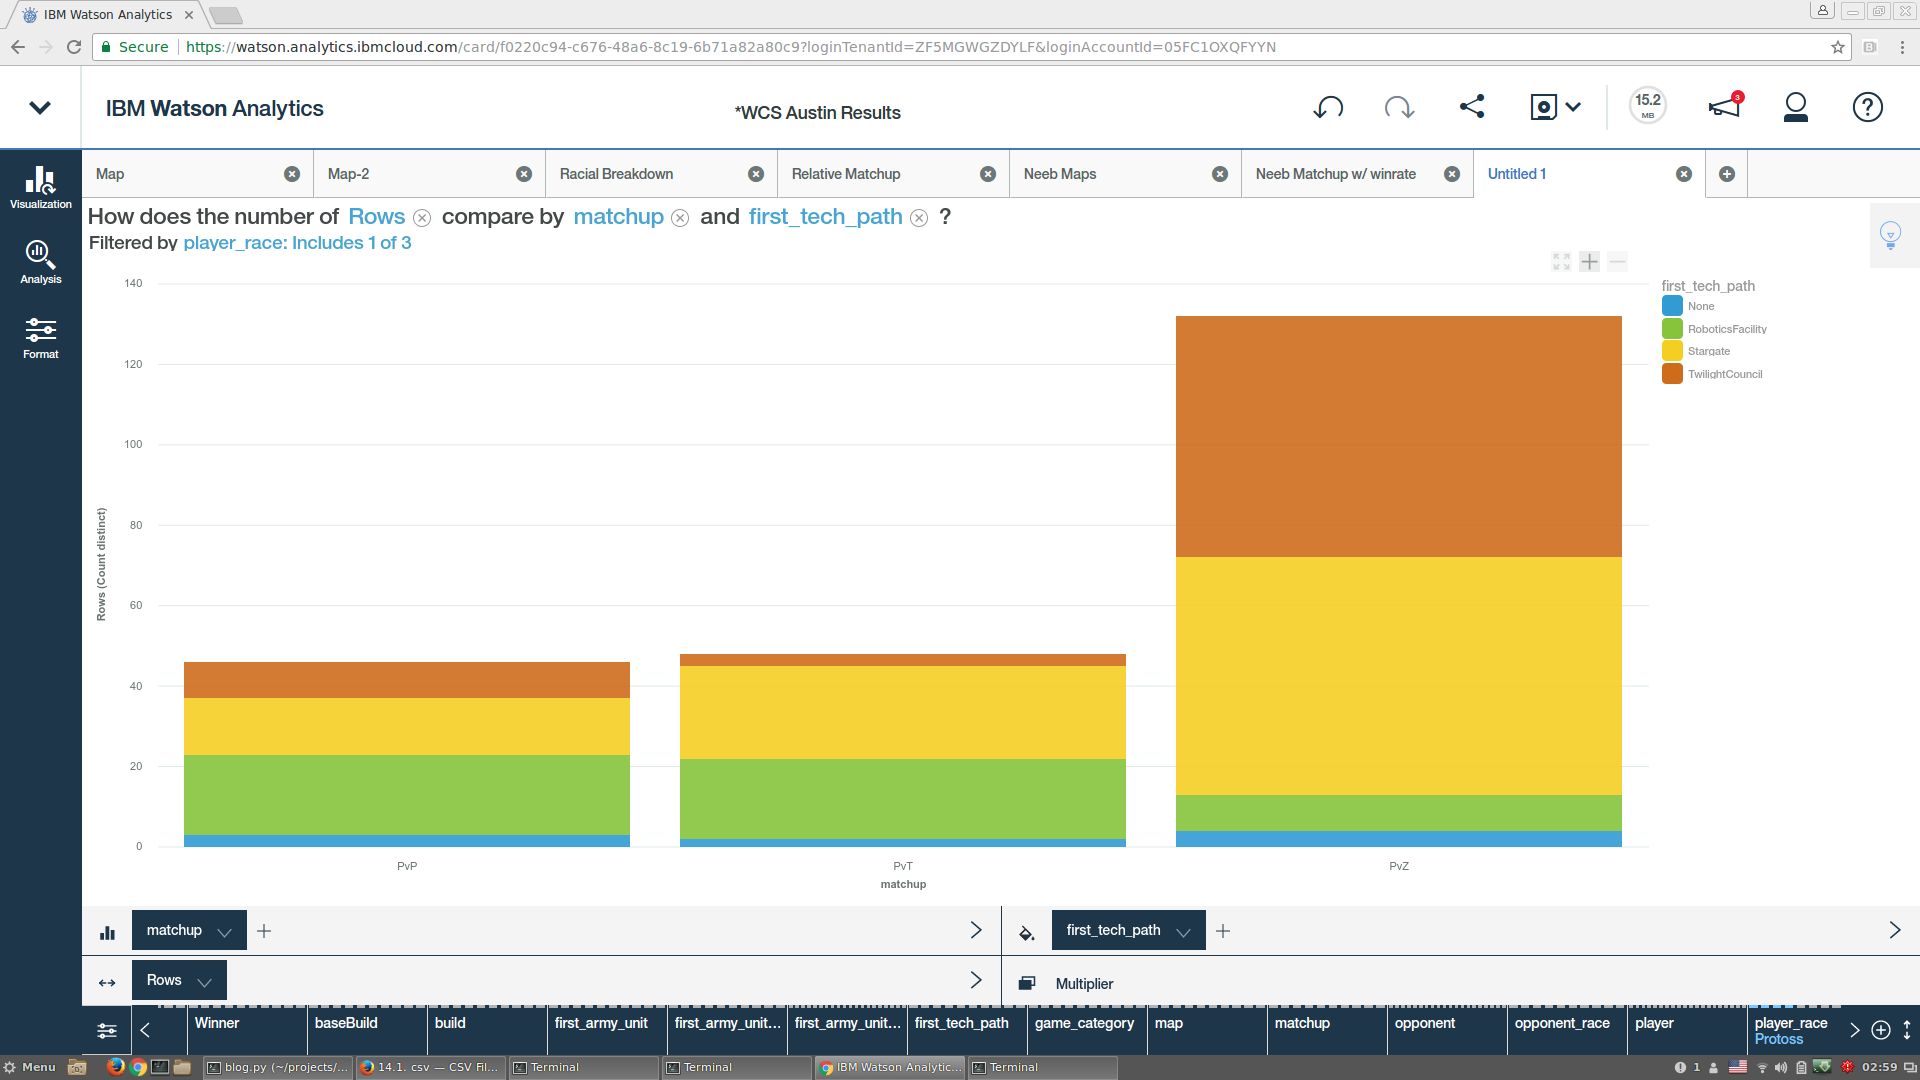 IBM Watson Analytics
Secure https://watson.analytics.ibmcloud.com/card/f0220c94-c676-48a6-8c19-6b71a82a80c9?loginTenantId=ZF5MGWGZDYLF&loginAccountId=05FC1OXQFYYN
IBM Watson Analytics
*WCS Austin Results
15.2
MB
3
?
Map
Map-2
Racial Breakdown
Relative Matchup
Neeb Maps
Neeb Matchup w/ winrate
Untitled 1
Visualization
Analysis
Format
How does the number of Rows compare by matchup and first_tech_path ?
Filtered by player_race: Includes 1 of 3
first_tech_path
None
RoboticsFacility
Stargate
TwilightCouncil
Rows (Count distinct)
140
120
100
80
60
40
20
0
PvP
PvT
PvZ
matchup
matchup
first_tech_path
Rows
Multiplier
Winner
baseBuild
build
first_army_unit
first_army_unit...
first_army_unit...
first_tech_path
game_category
map
matchup
opponent
opponent_race
player
player_race
Protoss
Menu
blog.py (~/projects/...
14.1. csv — CSV Fil...
Terminal
Terminal
IBM Watson Analytic...
Terminal
1
02:59